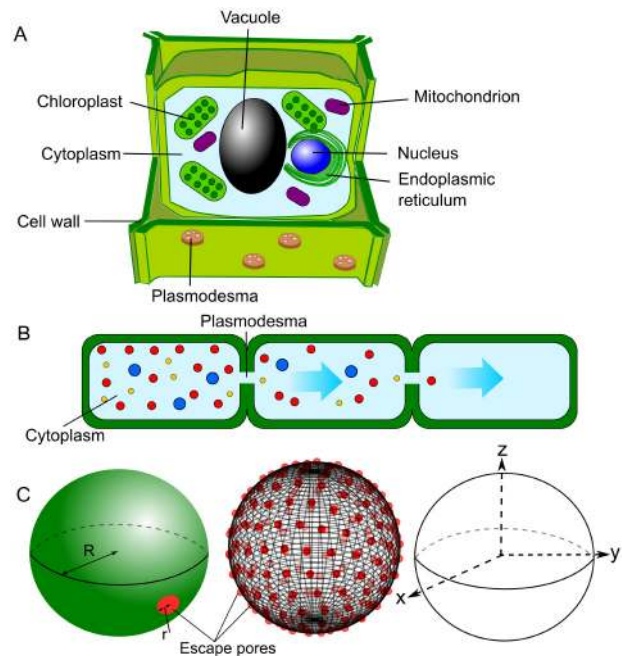 A
Vacuole
Chloroplast
Mitochondrion
Cytoplasm
Nucleus
Endoplasmic
reticulum
Cell wall
Plasmodesma
B
Plasmodesma
Cytoplasm
C
R
r
Escape pores
z
y
x